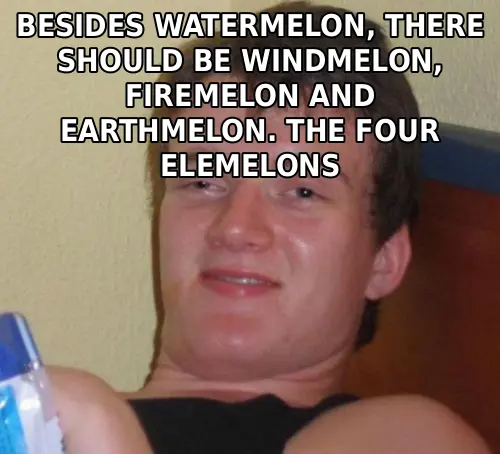 BESIDES WATERMELON, THERE
SHOULD BE WINDMELON,
FIREMELON AND
EARTHMELON. THE FOUR
ELEMELONS